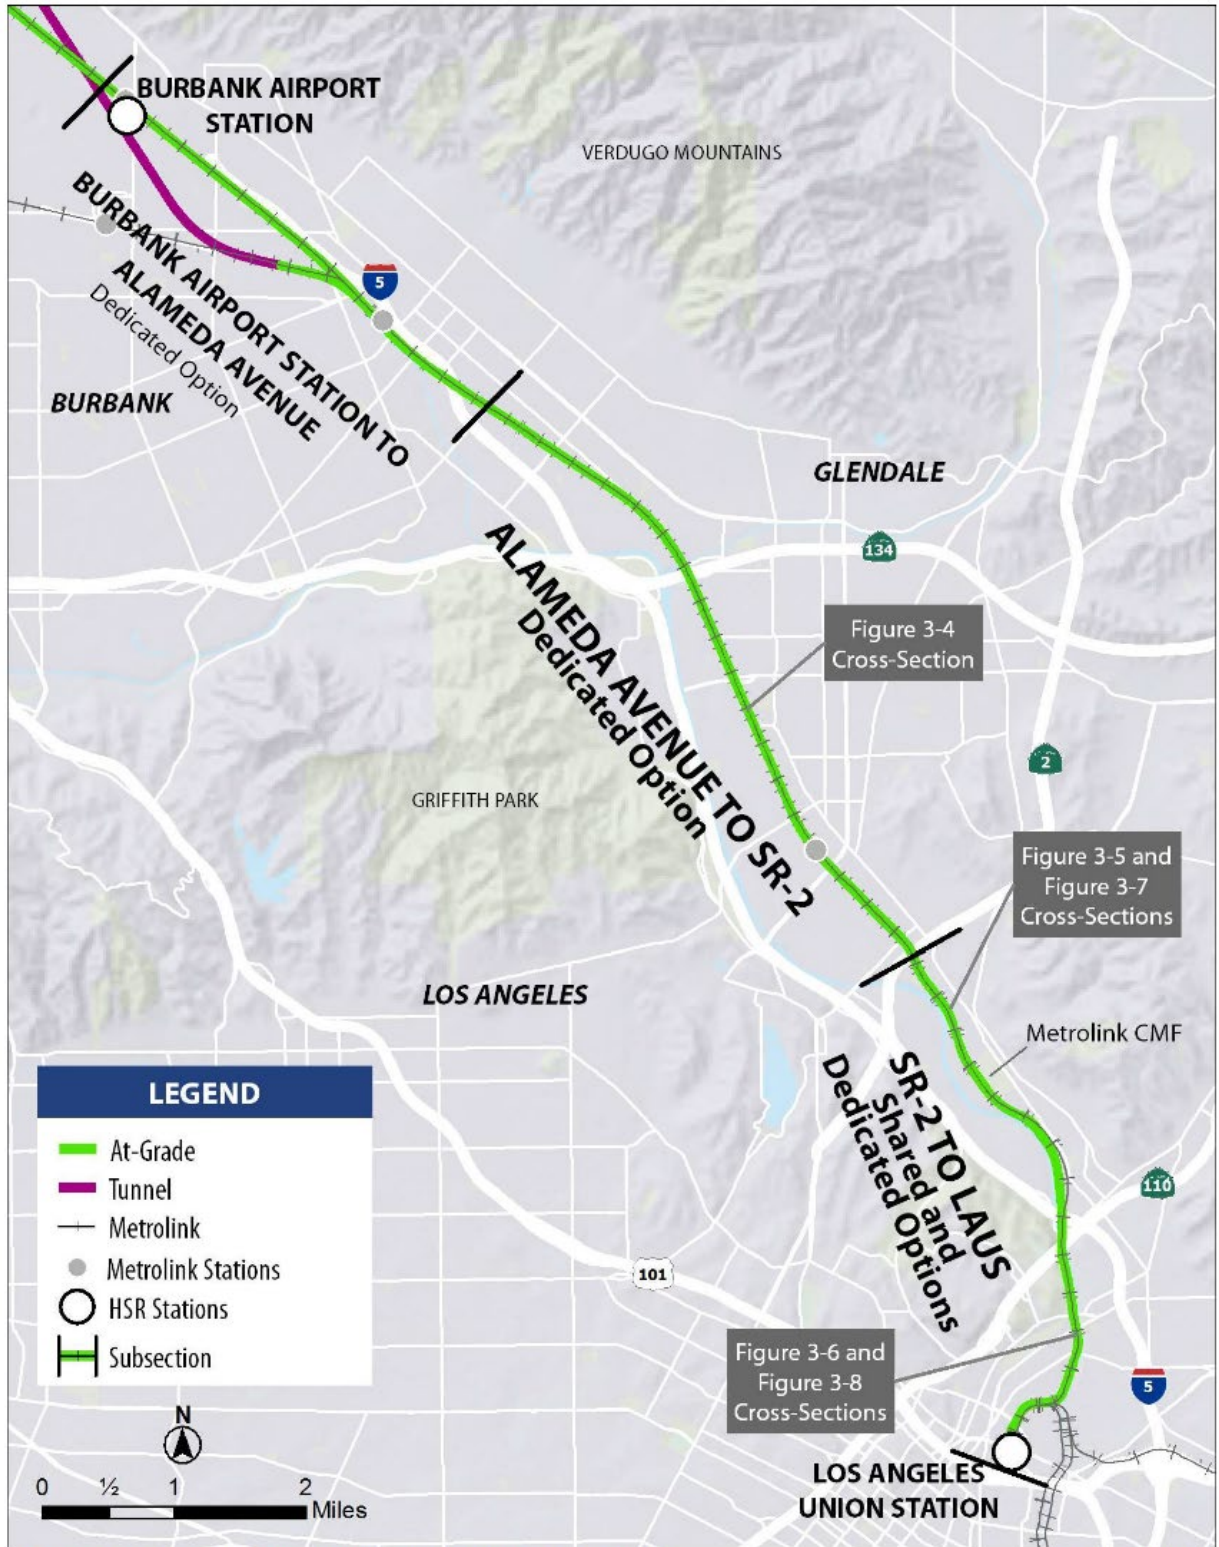 BURBANK AIRPORT
STATION
VERDUGO MOUNTAINS
BURBANK AIRPORT STATION TO
ALAMEDA AVENUE
Dedicated Option
5
BURBANK
GLENDALE
134
ALAMEDA AVENUE TO SR-2
Dedicated Option
Figure 3-4
Cross-Section
2
GRIFFITH PARK
Figure 3-5 and
Figure 3-7
Cross-Sections
LOS ANGELES
Metrolink CMF
SR-2 TO LAUS
Shared and
Dedicated Options
110
101
Figure 3-6 and
Figure 3-8
Cross-Sections
5
LOS ANGELES
UNION STATION
LEGEND
At-Grade
Tunnel
Metrolink
Metrolink Stations
HSR Stations
Subsection
N
0 ½ 1 2
Miles